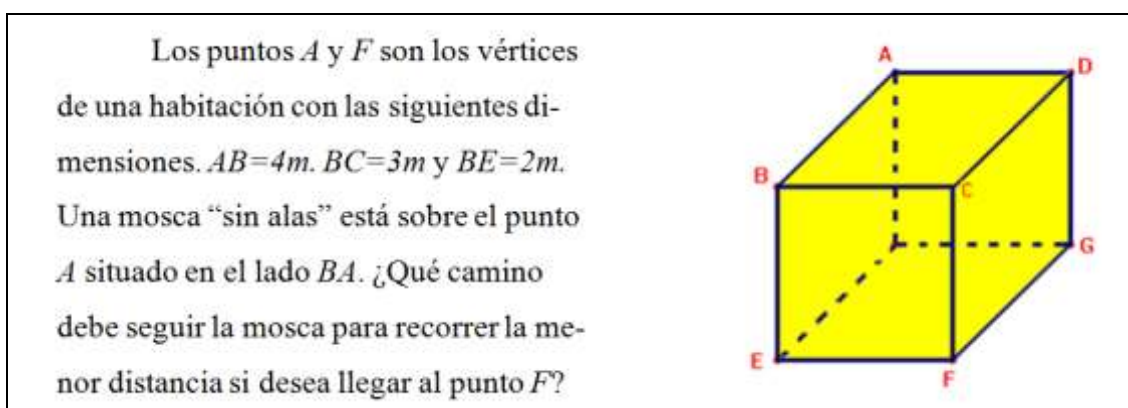 Los puntos A y F son los vértices
de una habitación con las siguientes di-
mensiones. AB=4m. BC=3m y BE=2m.
Una mosca “sin alas” está sobre el punto
A situado en el lado BA. ¿Qué camino
debe seguir la mosca para recorrer la me-
nor distancia si desea llegar al punto F?
A
D
B
C
G
E
F